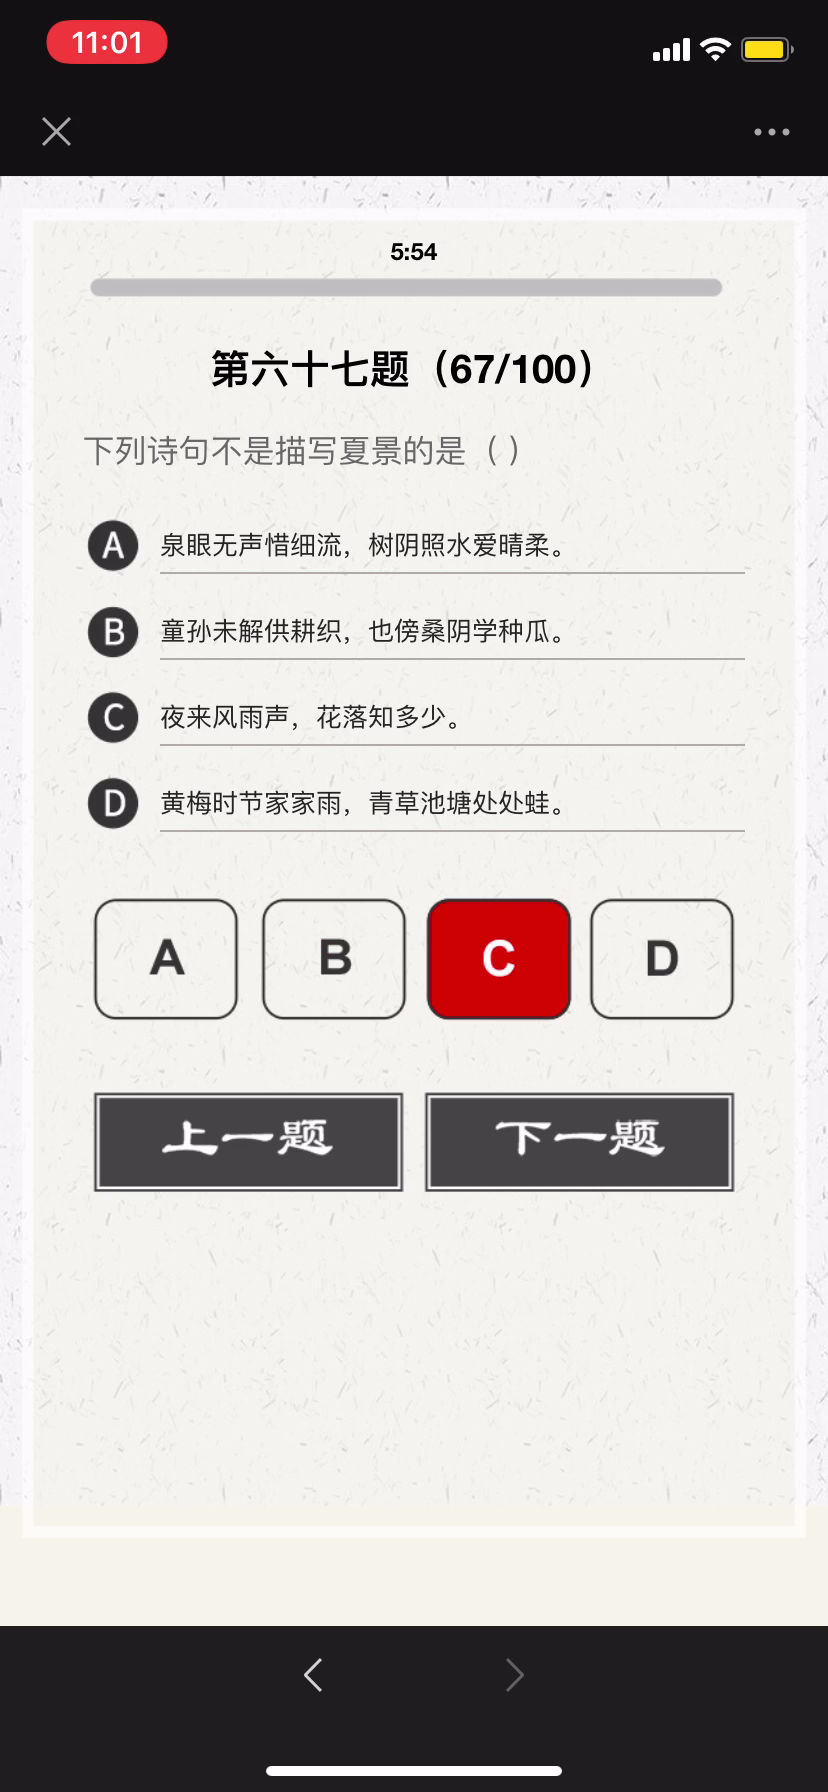 11:01
5:54
第六十七题（67/100）
下列诗句不是描写夏景的是（ ）
A 泉眼无声惜细流，树阴照水爱晴柔。
B 童孙未解供耕织，也傍桑阴学种瓜。
C 夜来风雨声，花落知多少。
D 黄梅时节家家雨，青草池塘处处蛙。
A B C D
上一题 下一题